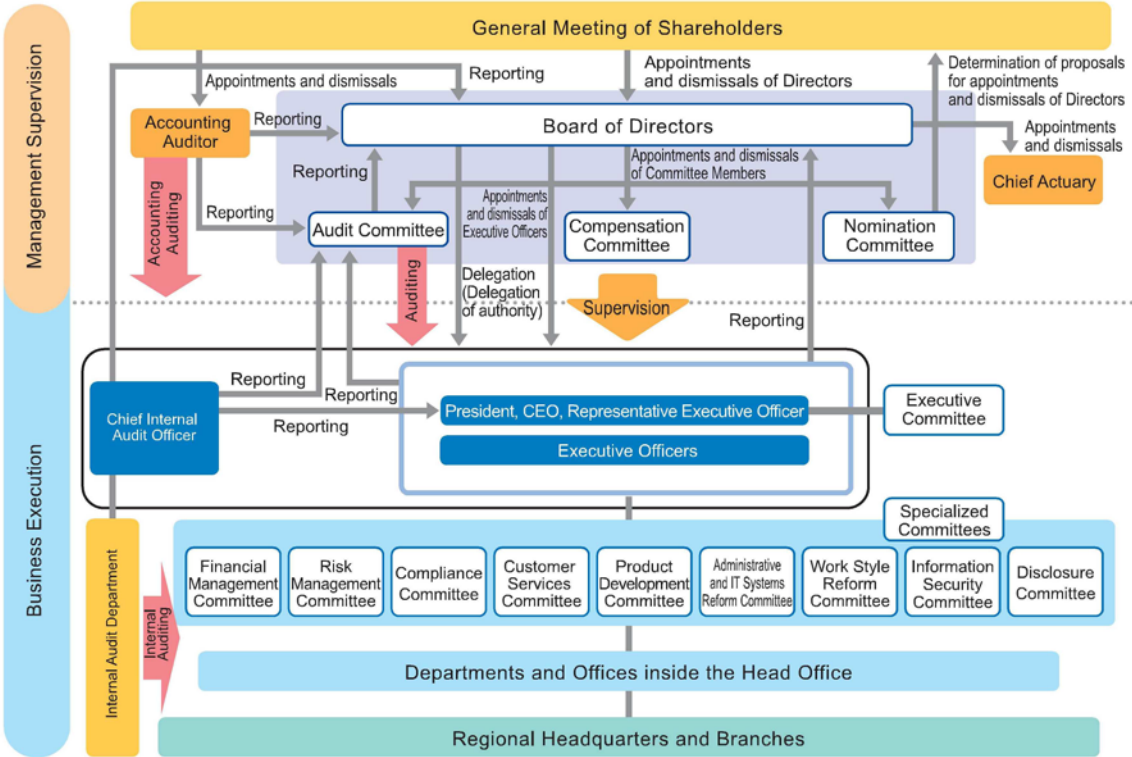 Management Supervision
Business Execution
General Meeting of Shareholders
Appointments and dismissals
Reporting
Appointments
and dismissals of Directors
Determination of proposals
for appointments
and dismissals of Directors
Accounting
Auditor
Reporting
Board of Directors
Appointments
and dismissals
Chief Actuary
Reporting
Appointments and dismissals
of Committee Members
Appointments
and dismissals of
Executive Officers
Accounting
Auditing
Reporting
Audit Committee
Compensation
Committee
Nomination
Committee
Auditing
Delegation
(Delegation
of authority)
Supervision
Reporting
Reporting
Reporting
Reporting
Chief Internal
Audit Officer
President, CEO, Representative Executive Officer
Executive Officers
Executive
Committee
Specialized
Committees
Internal Audit Department
Internal
Auditing
Financial
Management
Committee
Risk
Management
Committee
Compliance
Committee
Customer
Services
Committee
Product
Development
Committee
Administrative
and IT Systems
Reform Committee
Work Style
Reform
Committee
Information
Security
Committee
Disclosure
Committee
Departments and Offices inside the Head Office
Regional Headquarters and Branches